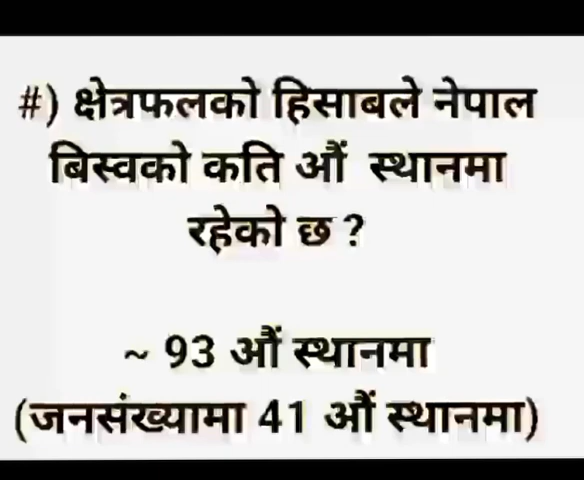 #) क्षेत्रफलको हिसाबले नेपाल
बिस्वको कति औं स्थानमा
रहेको छ ?
~ 93 औं स्थानमा
(जनसंख्यामा 41 औं स्थानमा)